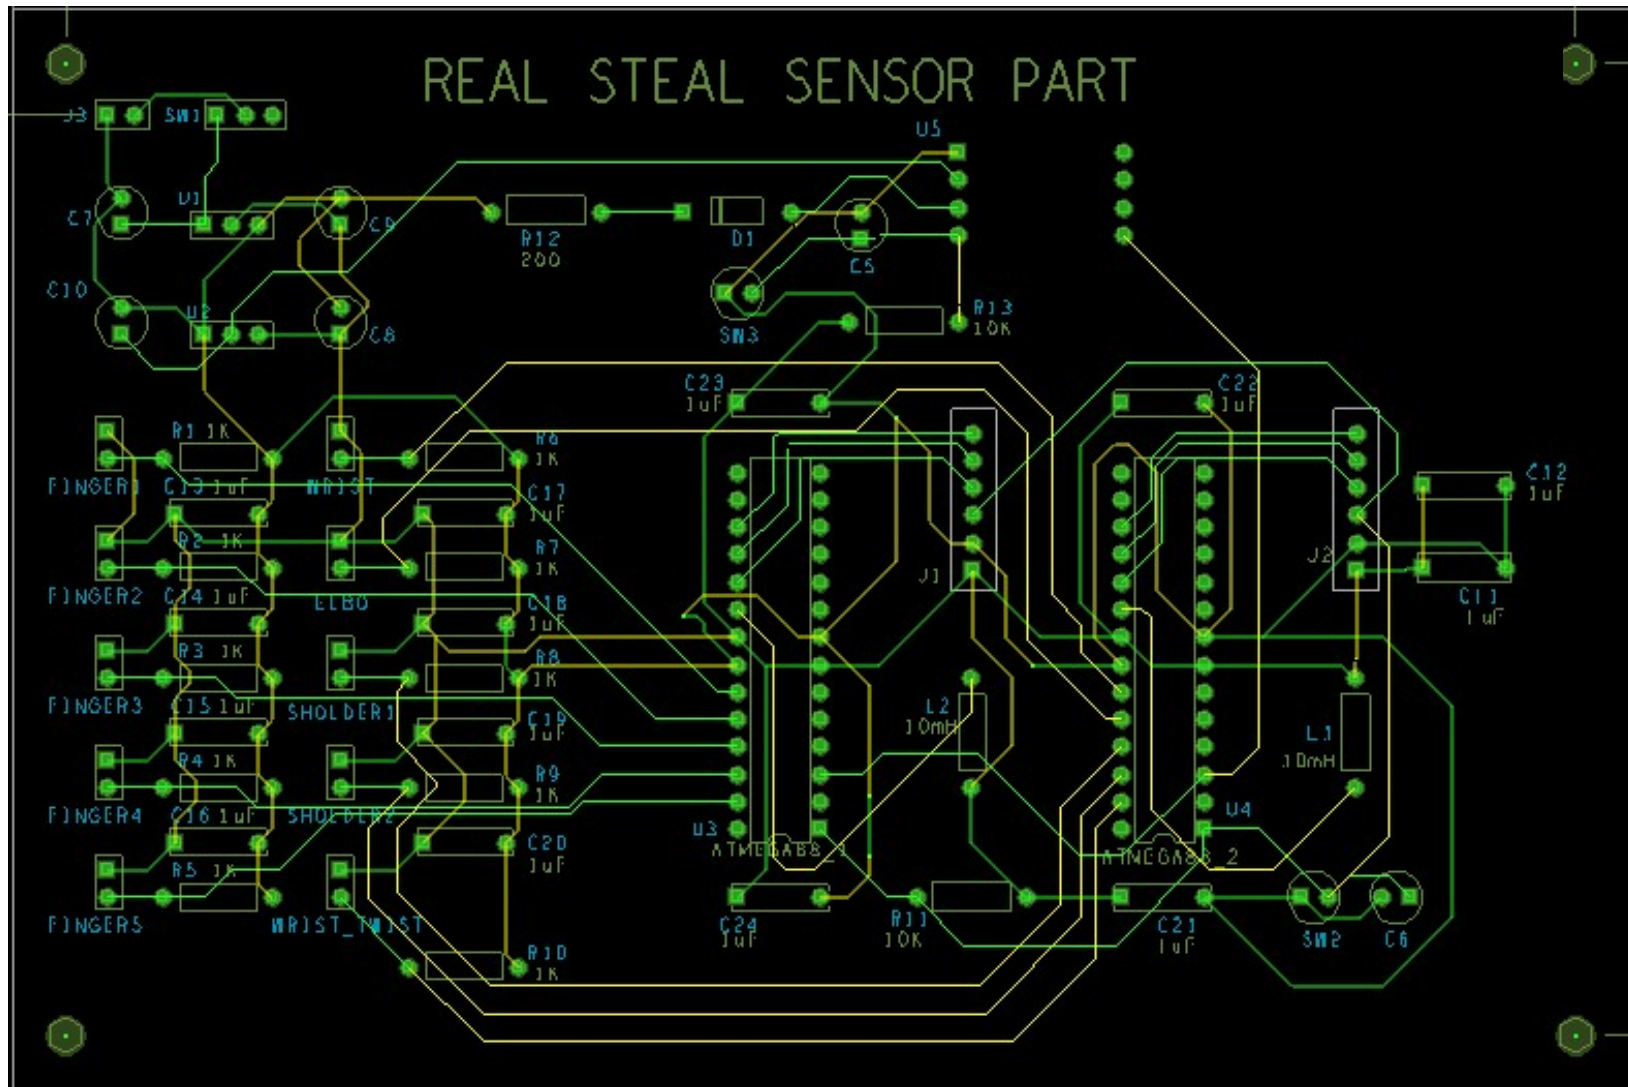 REAL STEAL SENSOR PART
J3
SW1
U5
C7
U1
C9
R12
200
D1
C5
C10
U2
C8
SW3
R13
10K
C23
1uF
C22
1uF
R1 1K
R6
1K
FINGER1
C13 1uF
WRIST
C17
1uF
C12
1uF
R2 1K
R7
1K
J1
J2
FINGER2
C14 1uF
ELBO
C18
1uF
C11
1uF
R3 1K
R8
1K
FINGER3
C15 1uF
SHOLDER1
C19
1uF
L2
10mH
L1
10mH
R4 1K
R9
1K
FINGER4
C16 1uF
SHOLDER2
U3
U4
C20
1uF
ATMEGA88_1
ATMEGA88_2
R5 1K
FINGER5
WRIST_TWIST
C24
1uF
R11
10K
C21
1uF
SW2
C6
R10
1K